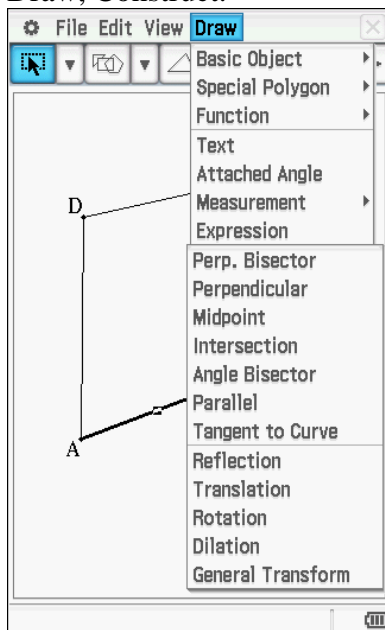 Draw, Construct
File Edit View Draw
Basic Object
Special Polygon
Function
Text
Attached Angle
Measurement
Expression
Perp. Bisector
Perpendicular
Midpoint
Intersection
Angle Bisector
Parallel
Tangent to Curve
Reflection
Translation
Rotation
Dilation
General Transform
D
A